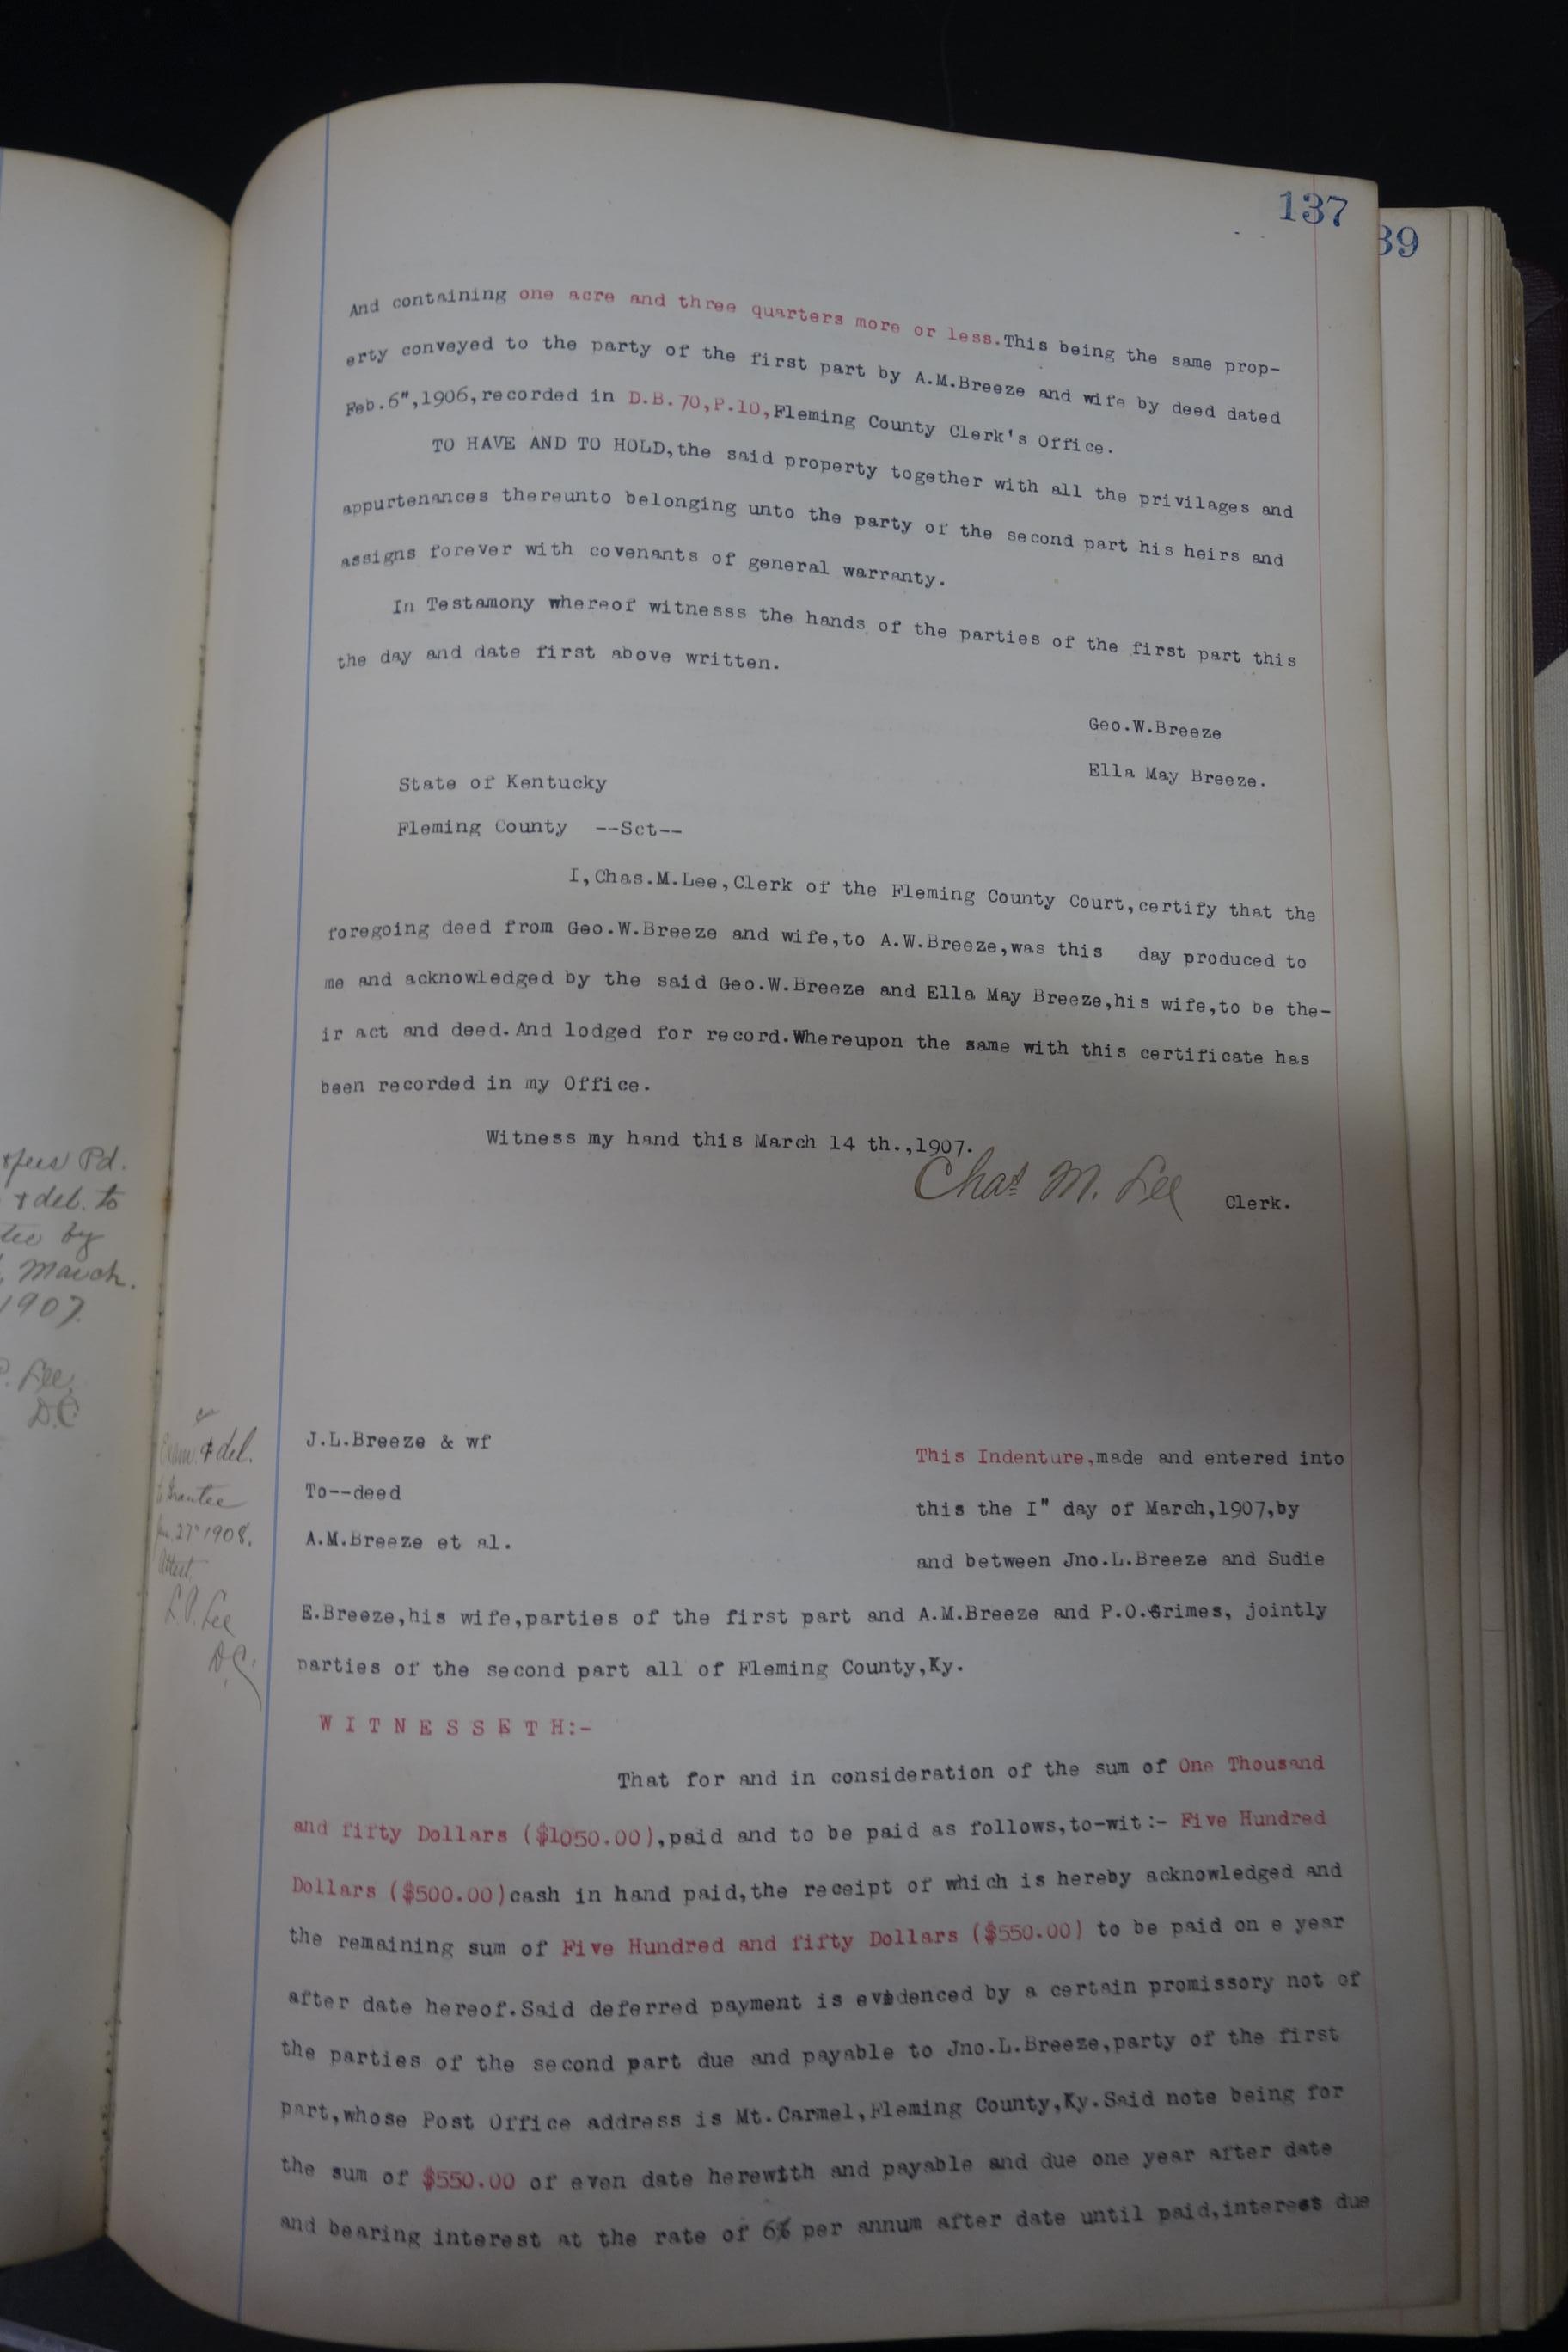 137
39
And containing one acre and three quarters more or less.This being the same prop-
erty conveyed to the party of the first part by A.M.Breeze and wife by deed dated
Feb.6",1906,recorded in D.B.70,P.10,Fleming County Clerk's Office.
TO HAVE AND TO HOLD,the said property together with all the privilages and
appurtenances thereunto belonging unto the party of the second part his heirs and
assigns forever with covenants of general warranty.
In Testamony whereof witnesss the hands of the parties of the first part this
the day and date first above written.
Geo.W.Breeze
Ella May Breeze.
State of Kentucky
Fleming County --Sct--
I,Chas.M.Lee,Clerk of the Fleming County Court,certify that the
foregoing deed from Geo.W.Breeze and wife,to A.W.Breeze,was this day produced to
me and acknowledged by the said Geo.W.Breeze and Ella May Breeze,his wife,to be the-
ir act and deed.And lodged for record.Whereupon the same with this certificate has
been recorded in my Office.
Witness my hand this March 14 th.,1907.
Chas M. Lee Clerk.
Pd.
& del. to
by
March.
1907.
Lee
D.C
& del.
to Grantee
27" 1908.
Attest
L.P. Lee
D.C.
J.L.Breeze & wf
To--deed
A.M.Breeze et al.
This Indenture,made and entered into
this the I" day of March,1907,by
and between Jno.L.Breeze and Sudie
E.Breeze,his wife,parties of the first part and A.M.Breeze and P.O.Grimes, jointly
parties of the second part all of Fleming County,Ky.
W I T N E S S E T H:-
That for and in consideration of the sum of One Thousand
and fifty Dollars ($1050.00),paid and to be paid as follows,to-wit:- Five Hundred
Dollars ($500.00)cash in hand paid,the receipt of which is hereby acknowledged and
the remaining sum of Five Hundred and fifty Dollars ($550.00) to be paid on e year
after date hereof.Said deferred payment is evidenced by a certain promissory not of
the parties of the second part due and payable to Jno.L.Breeze,party of the first
part,whose Post Office address is Mt.Carmel,Fleming County,Ky.Said note being for
the sum of $550.00 of even date herewith and payable and due one year after date
and bearing interest at the rate of 6% per annum after date until paid,interest due